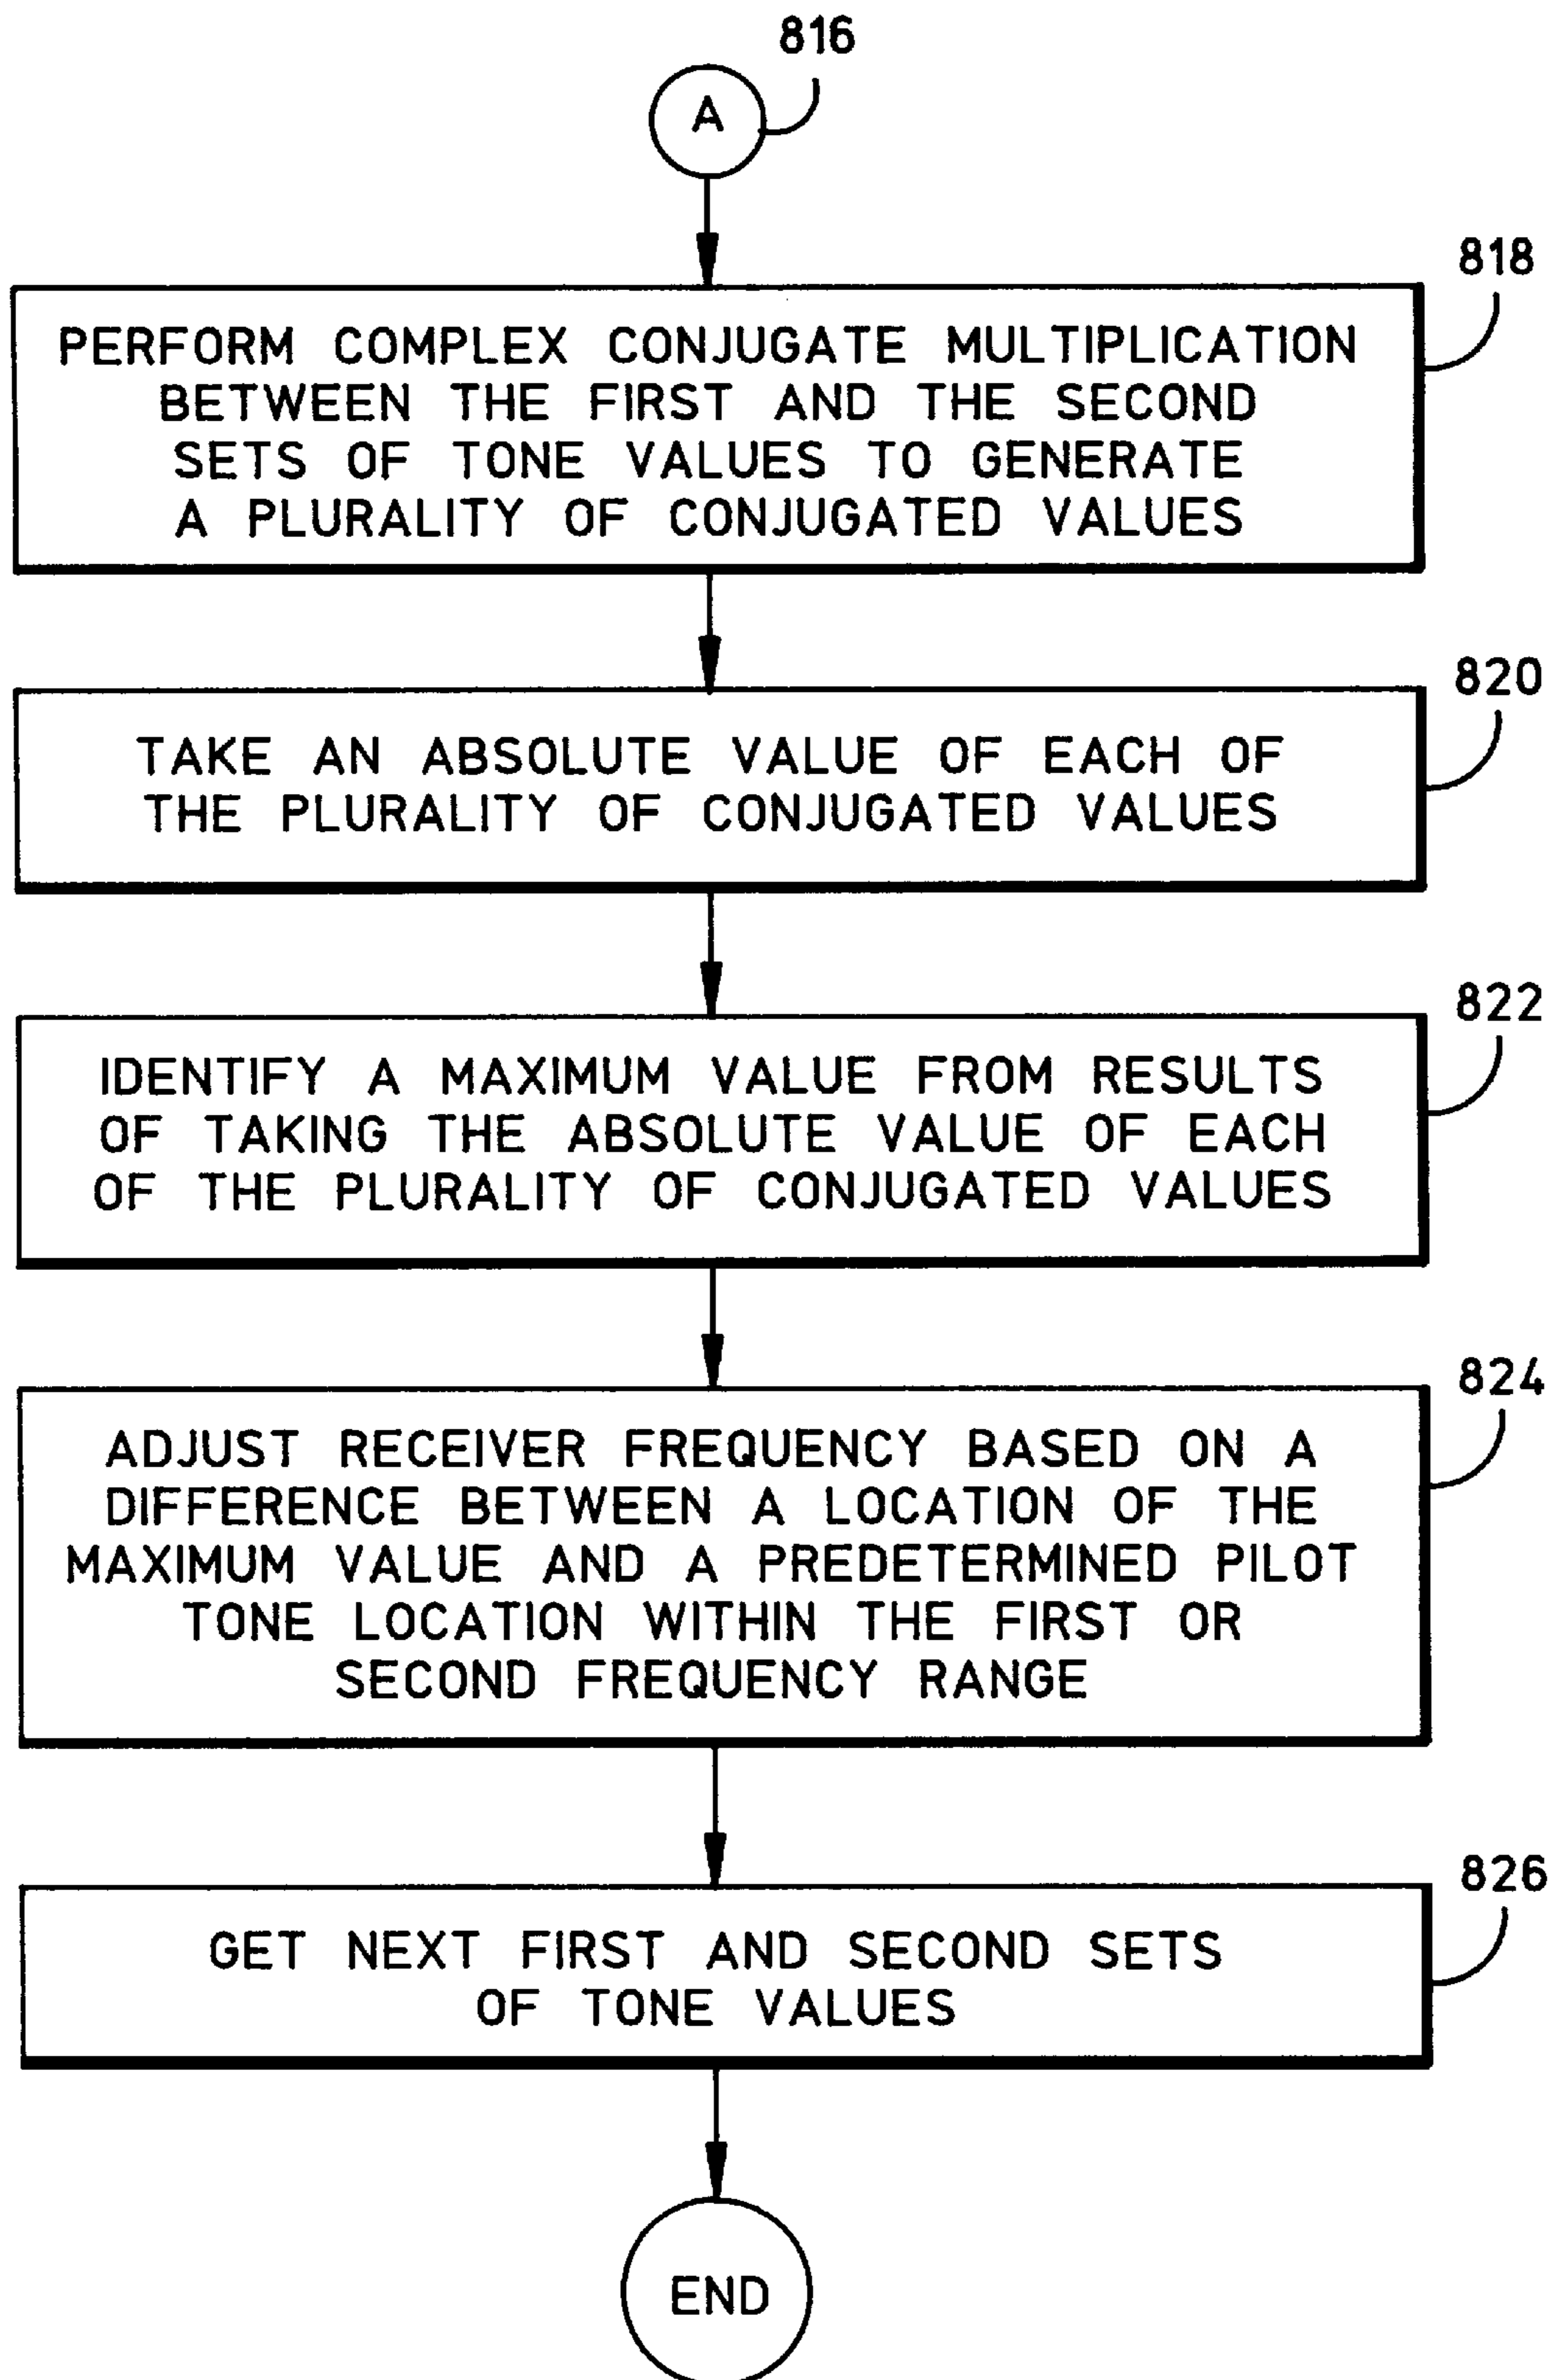 816
A
818
PERFORM COMPLEX CONJUGATE MULTIPLICATION
BETWEEN THE FIRST AND THE SECOND
SETS OF TONE VALUES TO GENERATE
A PLURALITY OF CONJUGATED VALUES
820
TAKE AN ABSOLUTE VALUE OF EACH OF
THE PLURALITY OF CONJUGATED VALUES
822
IDENTIFY A MAXIMUM VALUE FROM RESULTS
OF TAKING THE ABSOLUTE VALUE OF EACH
OF THE PLURALITY OF CONJUGATED VALUES
824
ADJUST RECEIVER FREQUENCY BASED ON A
DIFFERENCE BETWEEN A LOCATION OF THE
MAXIMUM VALUE AND A PREDETERMINED PILOT
TONE LOCATION WITHIN THE FIRST OR
SECOND FREQUENCY RANGE
826
GET NEXT FIRST AND SECOND SETS
OF TONE VALUES
END